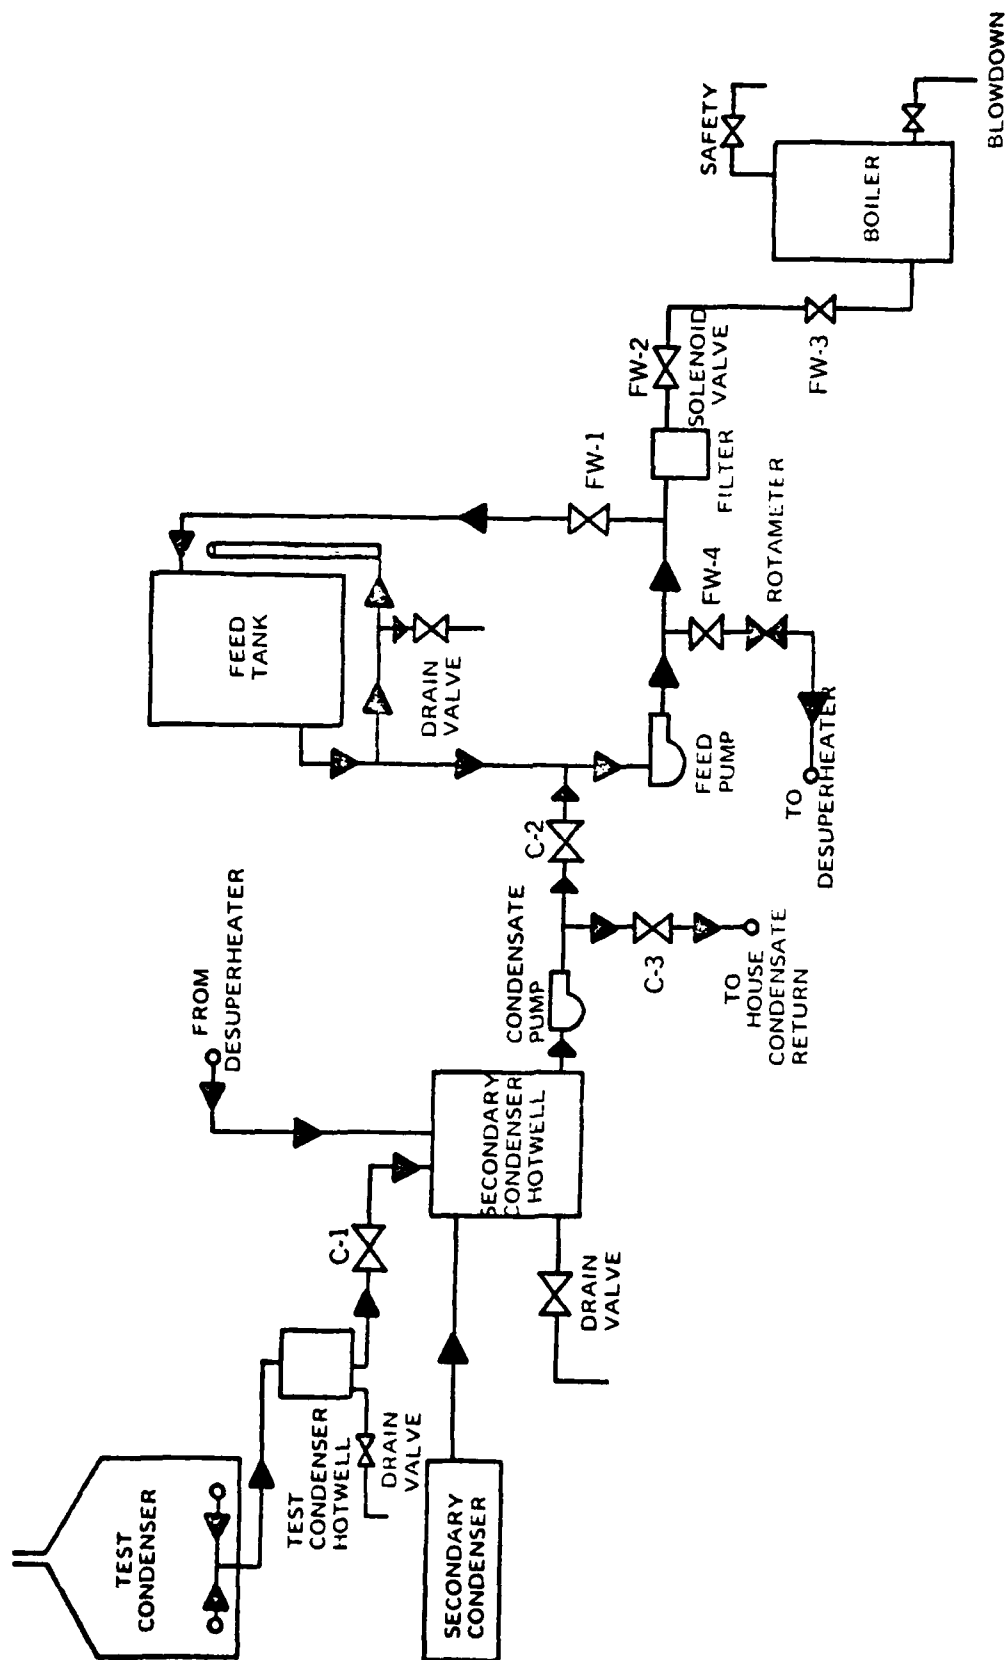 TEST
CONDENSER
TEST
CONDENSER
HOTWELL
DRAIN
VALVE
SECONDARY
CONDENSER
C-1
FROM
DESUPERHEATER
SECONDARY
CONDENSER
HOTWELL
DRAIN
VALVE
CONDENSATE
PUMP
C-2
C-3
TO
HOUSE
CONDENSATE
RETURN
FEED
TANK
DRAIN
VALVE
FEED
PUMP
TO
DESUPERHEATER
FW-1
FW-4
ROTAMETER
FILTER
FW-2
SOLENOID
VALVE
FW-3
SAFETY
BOILER
BLOWDOWN